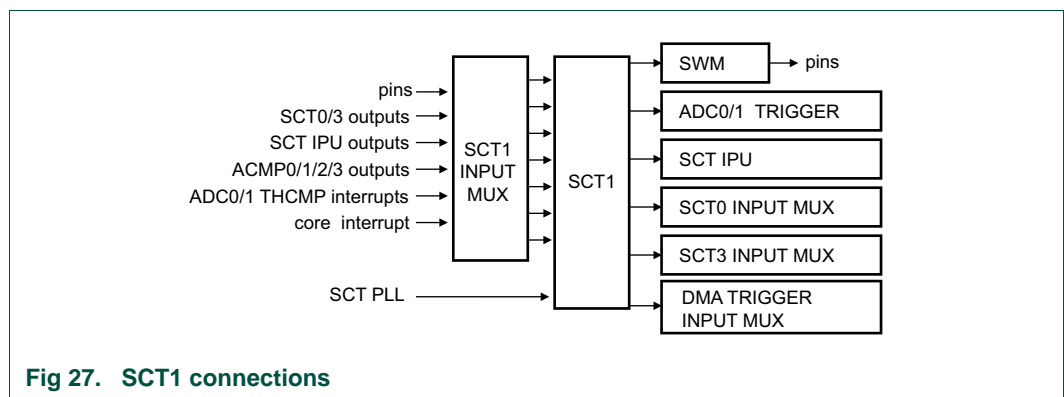 pins
SCT0/3 outputs
SCT IPU outputs
ACMP0/1/2/3 outputs
ADC0/1 THCMP interrupts
core interrupt
SCT PLL
SCT1
INPUT
MUX
SCT1
SWM
pins
ADC0/1 TRIGGER
SCT IPU
SCT0 INPUT MUX
SCT3 INPUT MUX
DMA TRIGGER
INPUT MUX
Fig 27. SCT1 connections